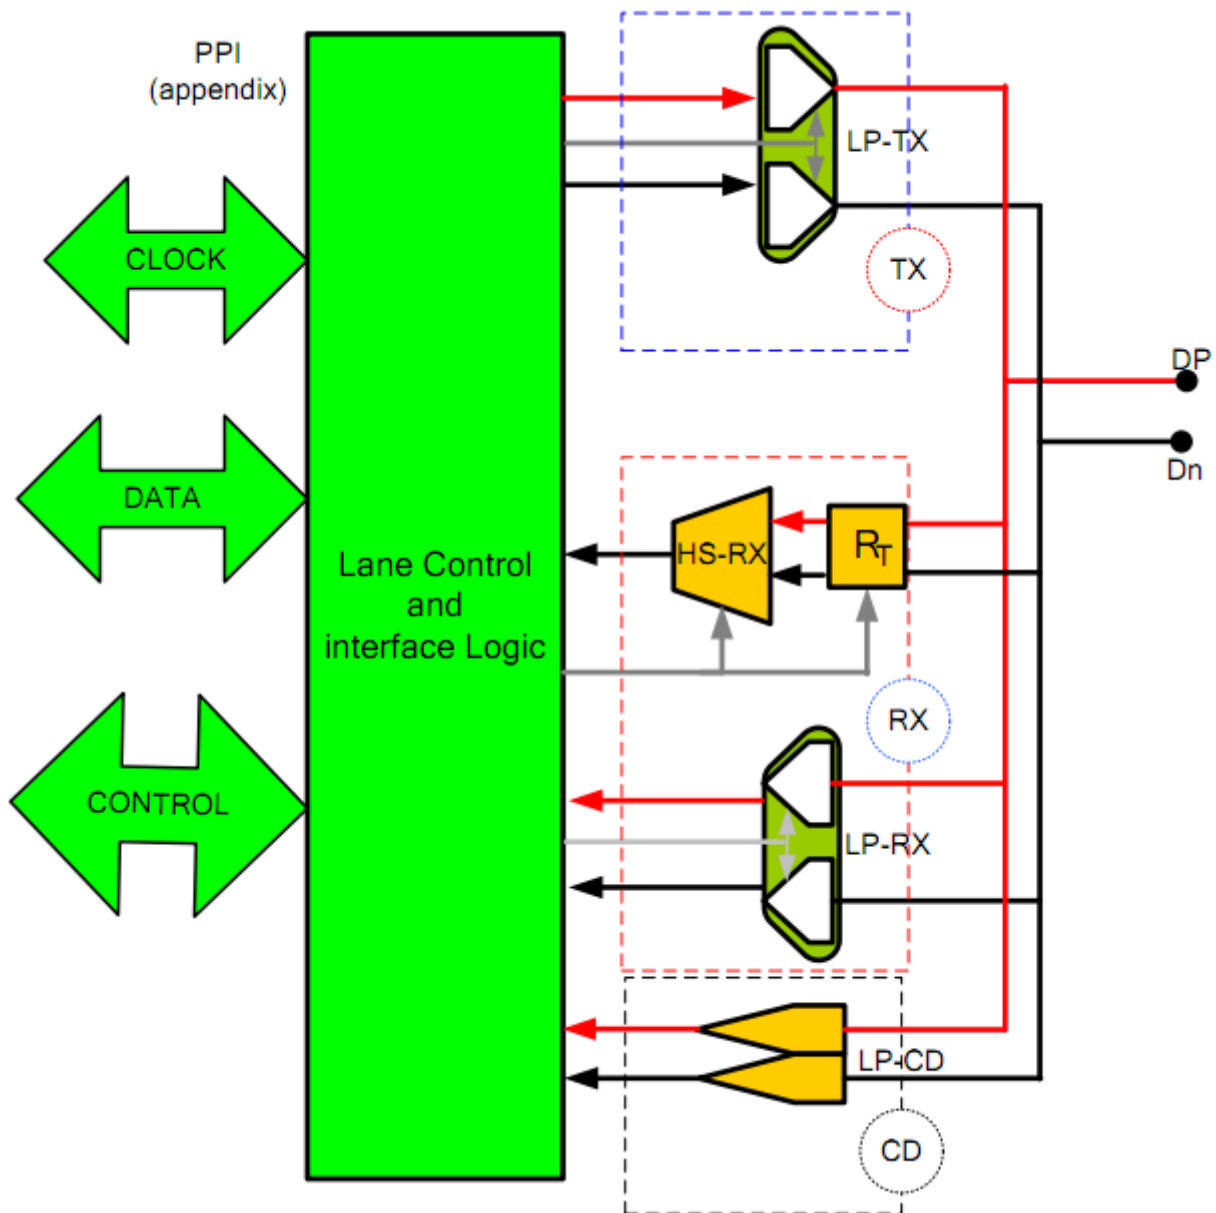 PPI
(appendix)
LP-TX
CLOCK
TX
DP
Dn
DATA
HS-RX
RT
Lane Control
and
interface Logic
RX
CONTROL
LP-RX
LP-CD
CD